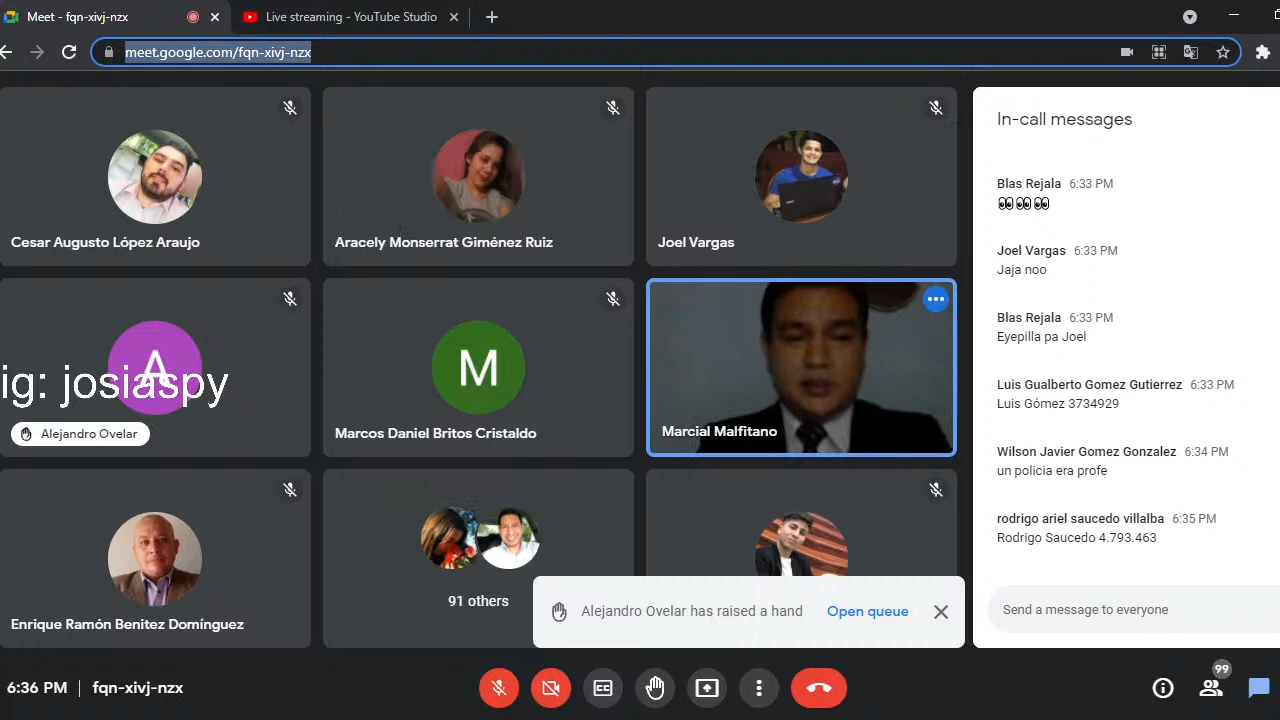 Meet - fqn-xivj-nzx
Live streaming - YouTube Studio
meet.google.com/fqn-xivj-nzx
Cesar Augusto López Araujo
Aracely Monserrat Giménez Ruiz
Joel Vargas
A
ig: josiaspy
Alejandro Ovelar
M
Marcos Daniel Britos Cristaldo
Marcial Malfitano
Enrique Ramón Benitez Domínguez
91 others
Alejandro Ovelar has raised a hand
Open queue
In-call messages
Blas Rejala 6:33 PM
👀👀👀
Joel Vargas 6:33 PM
Jaja noo
Blas Rejala 6:33 PM
Eyepilla pa Joel
Luis Gualberto Gomez Gutierrez 6:33 PM
Luis Gómez 3734929
Wilson Javier Gomez Gonzalez 6:34 PM
un policia era profe
rodrigo ariel saucedo villalba 6:35 PM
Rodrigo Saucedo 4.793.463
Send a message to everyone
6:36 PM | fqn-xivj-nzx
CC
99